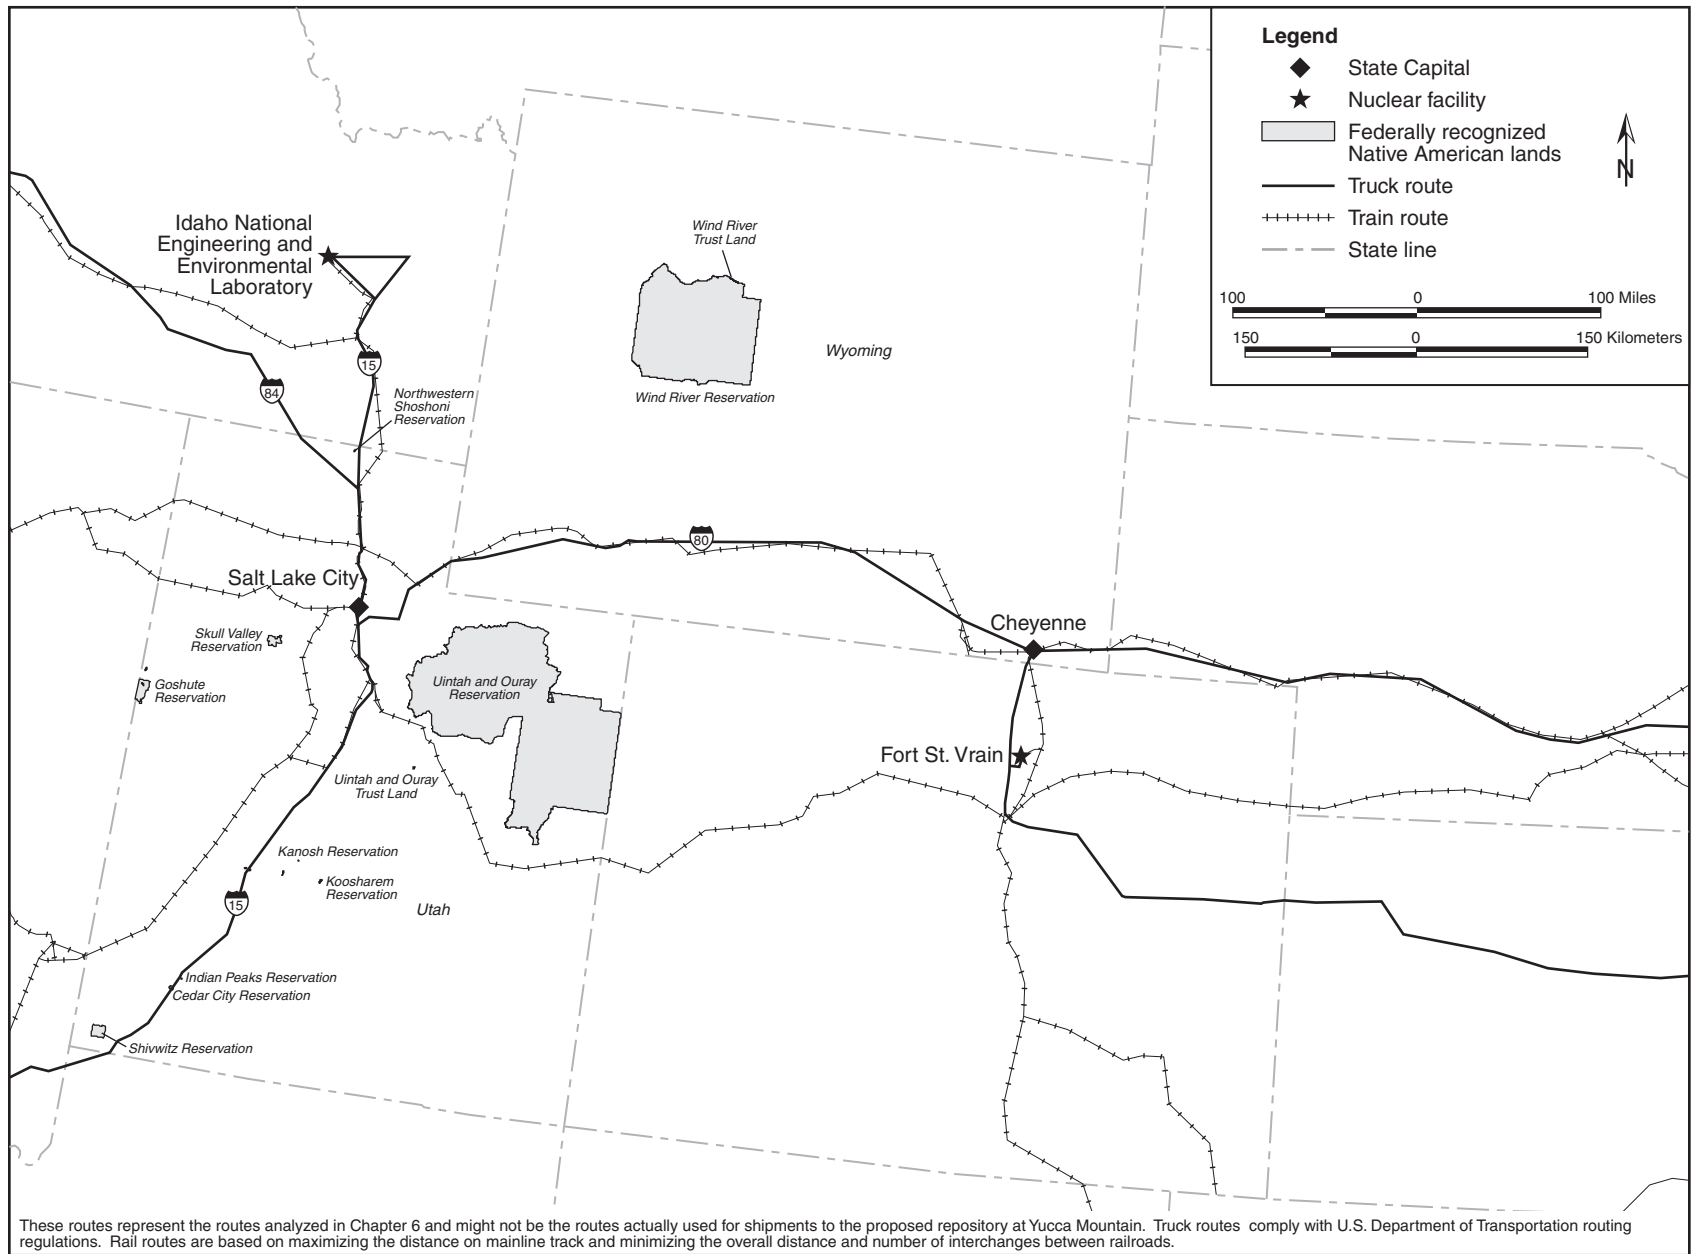 Legend
State Capital
Nuclear facility
Federally recognized
Native American lands
Truck route
Train route
State line
N
100 0 100 Miles
150 0 150 Kilometers
Idaho National
Engineering and
Environmental
Laboratory
Wind River
Trust Land
Wyoming
Wind River Reservation
15
84
Northwestern
Shoshoni
Reservation
80
Salt Lake City
Cheyenne
Skull Valley
Reservation
Goshute
Reservation
Uintah and Ouray
Reservation
Fort St. Vrain
Uintah and Ouray
Trust Land
Kanosh Reservation
Koosharem
Reservation
15
Utah
Indian Peaks Reservation
Cedar City Reservation
Shivwitz Reservation
These routes represent the routes analyzed in Chapter 6 and might not be the routes actually used for shipments to the proposed repository at Yucca Mountain. Truck routes comply with U.S. Department of Transportation routing
regulations. Rail routes are based on maximizing the distance on mainline track and minimizing the overall distance and number of interchanges between railroads.